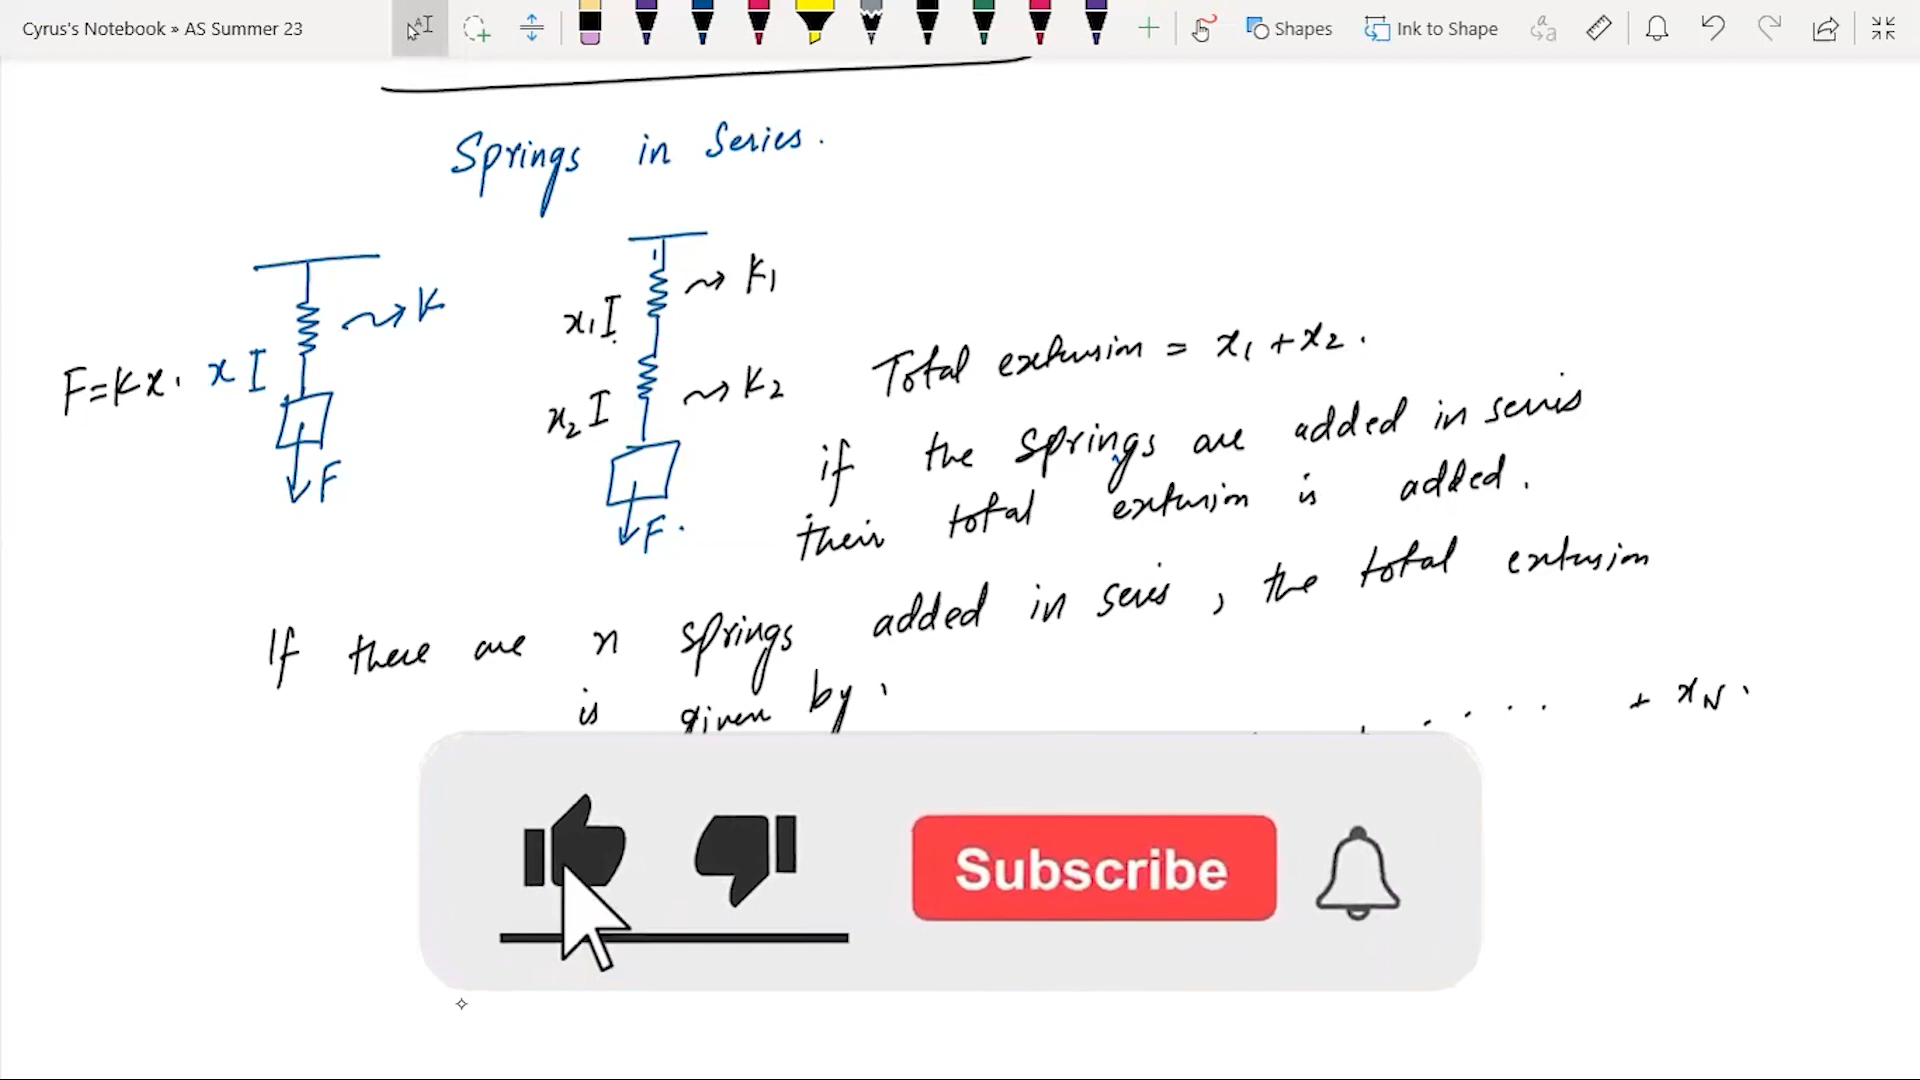 Cyrus's Notebook » AS Summer 23
Shapes
Ink to Shape
Springs in Series.
F=Kx.
x
K
F
x1
K1
x2
K2
F.
Total extension = x1 + x2.
if the springs are added in series
their total extension is added.
If there are n springs added in series, the total extension
is given by.
..... + xN.
Subscribe